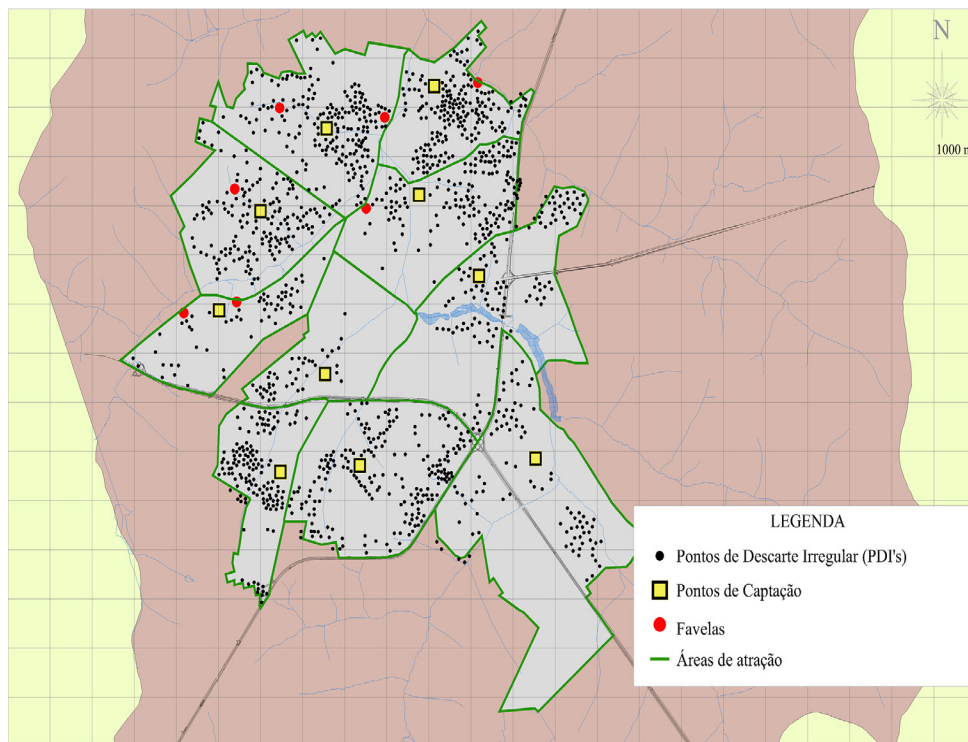 N
1000 m
LEGENDA
Pontos de Descarte Irregular (PDI's)
Pontos de Captação
Favelas
Áreas de atração